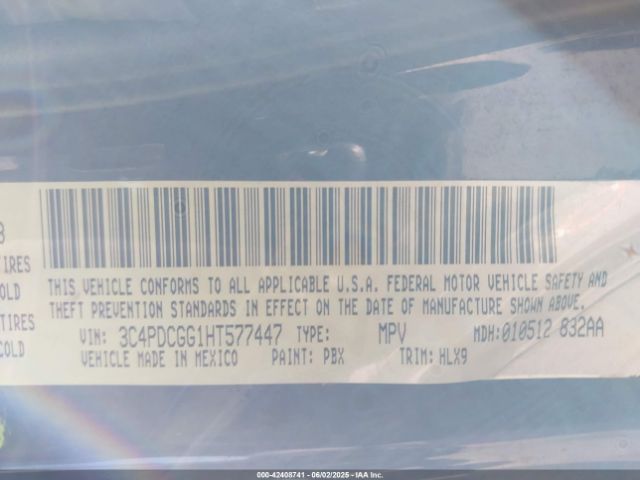 THIS VEHICLE CONFORMS TO ALL APPLICABLE U.S.A. FEDERAL MOTOR VEHICLE SAFETY AND
THEFT PREVENTION STANDARDS IN EFFECT ON THE DATE OF MANUFACTURE SHOWN ABOVE.
VIN: 3C4PDCGG1HT577447 TYPE: MPV MDH:010512 832AA
VEHICLE MADE IN MEXICO PAINT: PBX TRIM: HLX9
COLD
COLD
000-42408741 - 06/02/2025 - IAA Inc.